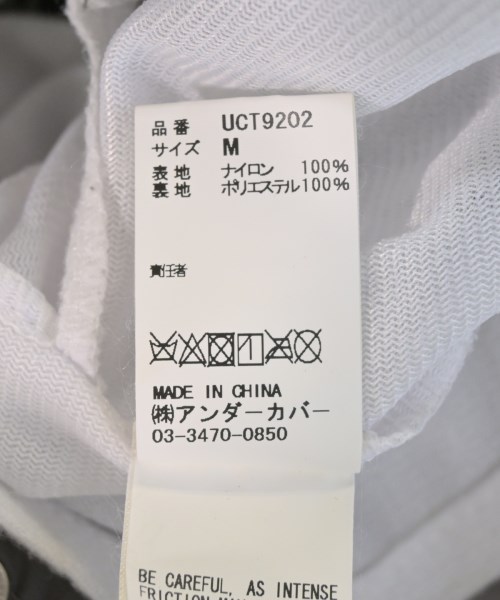 品番 UCT9202
サイズ M
表地 ナイロン 100%
裏地 ポリエステル100%
責任者
MADE IN CHINA
㈱アンダーカバー
03-3470-0850
BE CAREFUL, AS INTENSE
FRICTION